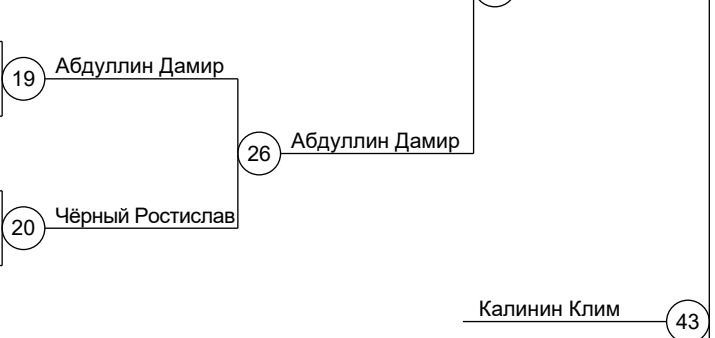 19 Абдуллин Дамир
26 Абдуллин Дамир
20 Чёрный Ростислав
Калинин Клим 43